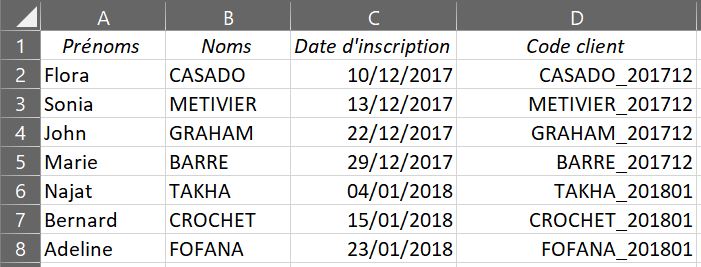 A B C D
1 Prénoms Noms Date d'inscription Code client
2 Flora CASADO 10/12/2017 CASADO_201712
3 Sonia METIVIER 13/12/2017 METIVIER_201712
4 John GRAHAM 22/12/2017 GRAHAM_201712
5 Marie BARRE 29/12/2017 BARRE_201712
6 Najat TAKHA 04/01/2018 TAKHA_201801
7 Bernard CROCHET 15/01/2018 CROCHET_201801
8 Adeline FOFANA 23/01/2018 FOFANA_201801